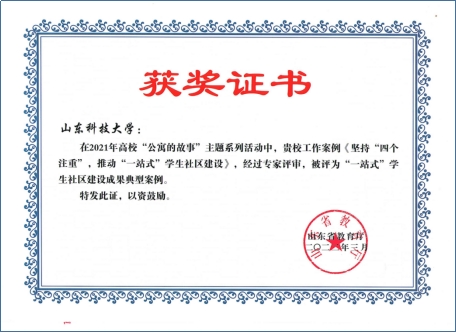 获奖证书
山东科技大学：
在2021年高校“公寓的故事”主题系列活动中，贵校工作案例《坚持“四个
注重”，推动“一站式”学生社区建设》，经过专家评审，被评为“一站式”学
生社区建设成果典型案例。
特发此证，以资鼓励。
山东省教育厅
二〇二 年三月